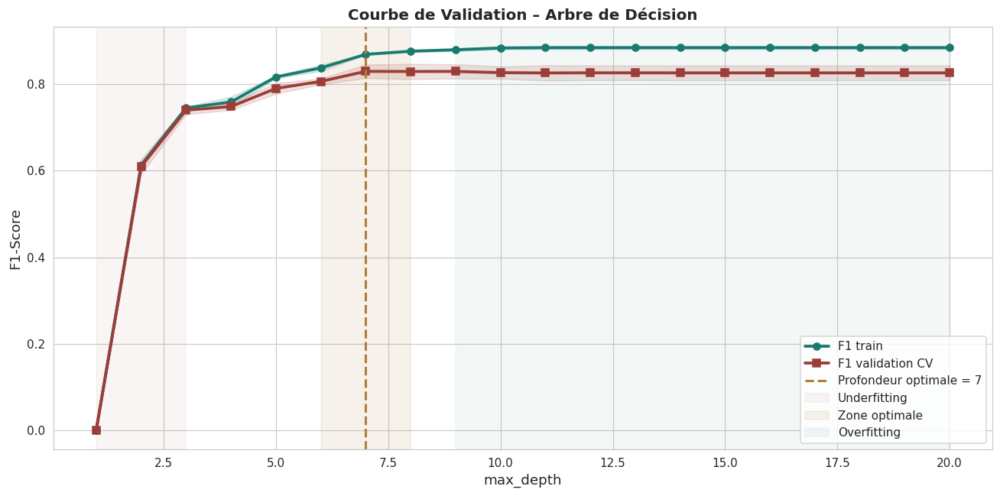 Courbe de Validation – Arbre de Décision
F1-Score
0.8
0.6
0.4
0.2
0.0
2.5 5.0 7.5 10.0 12.5 15.0 17.5 20.0
max_depth
F1 train
F1 validation CV
Profondeur optimale = 7
Underfitting
Zone optimale
Overfitting